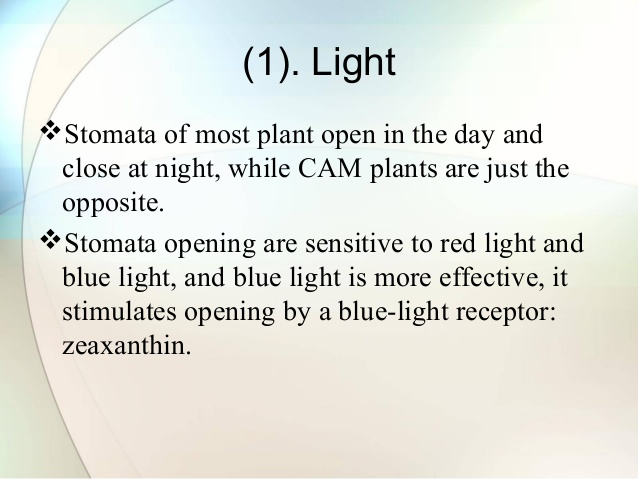 (1). Light
❖Stomata of most plant open in the day and
close at night, while CAM plants are just the
opposite.
❖Stomata opening are sensitive to red light and
blue light, and blue light is more effective, it
stimulates opening by a blue-light receptor:
zeaxanthin.